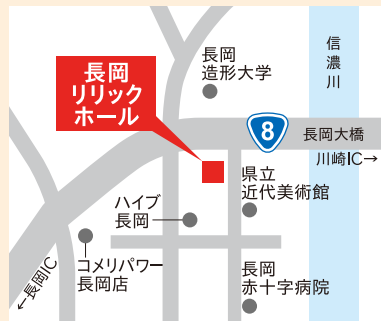 長岡
造形大学
信濃川
長岡
リリック
ホール
8
長岡大橋
川崎IC→
県立
近代美術館
ハイブ
長岡
コメリパワー
長岡店
←長岡IC
長岡
赤十字病院